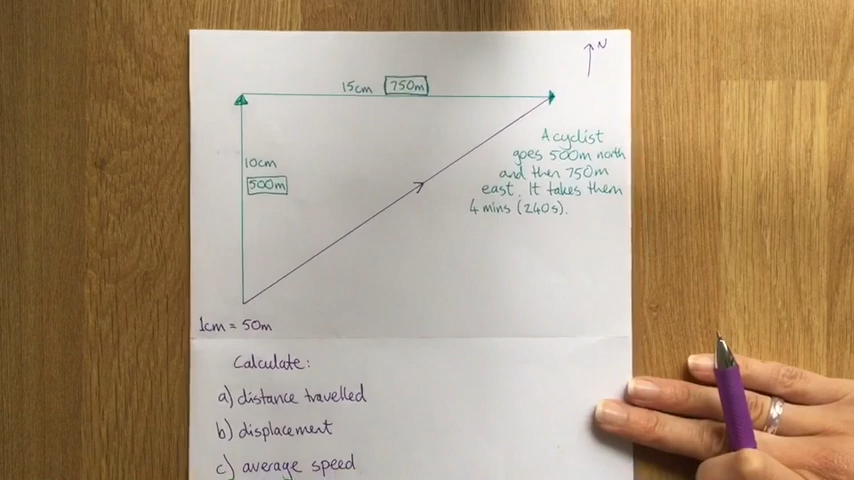 N
15cm 750m
10cm
500m
A cyclist
goes 500m north
and then 750m
east. It takes them
4 mins (240s).
1cm = 50m
Calculate:
a) distance travelled
b) displacement
c) average speed